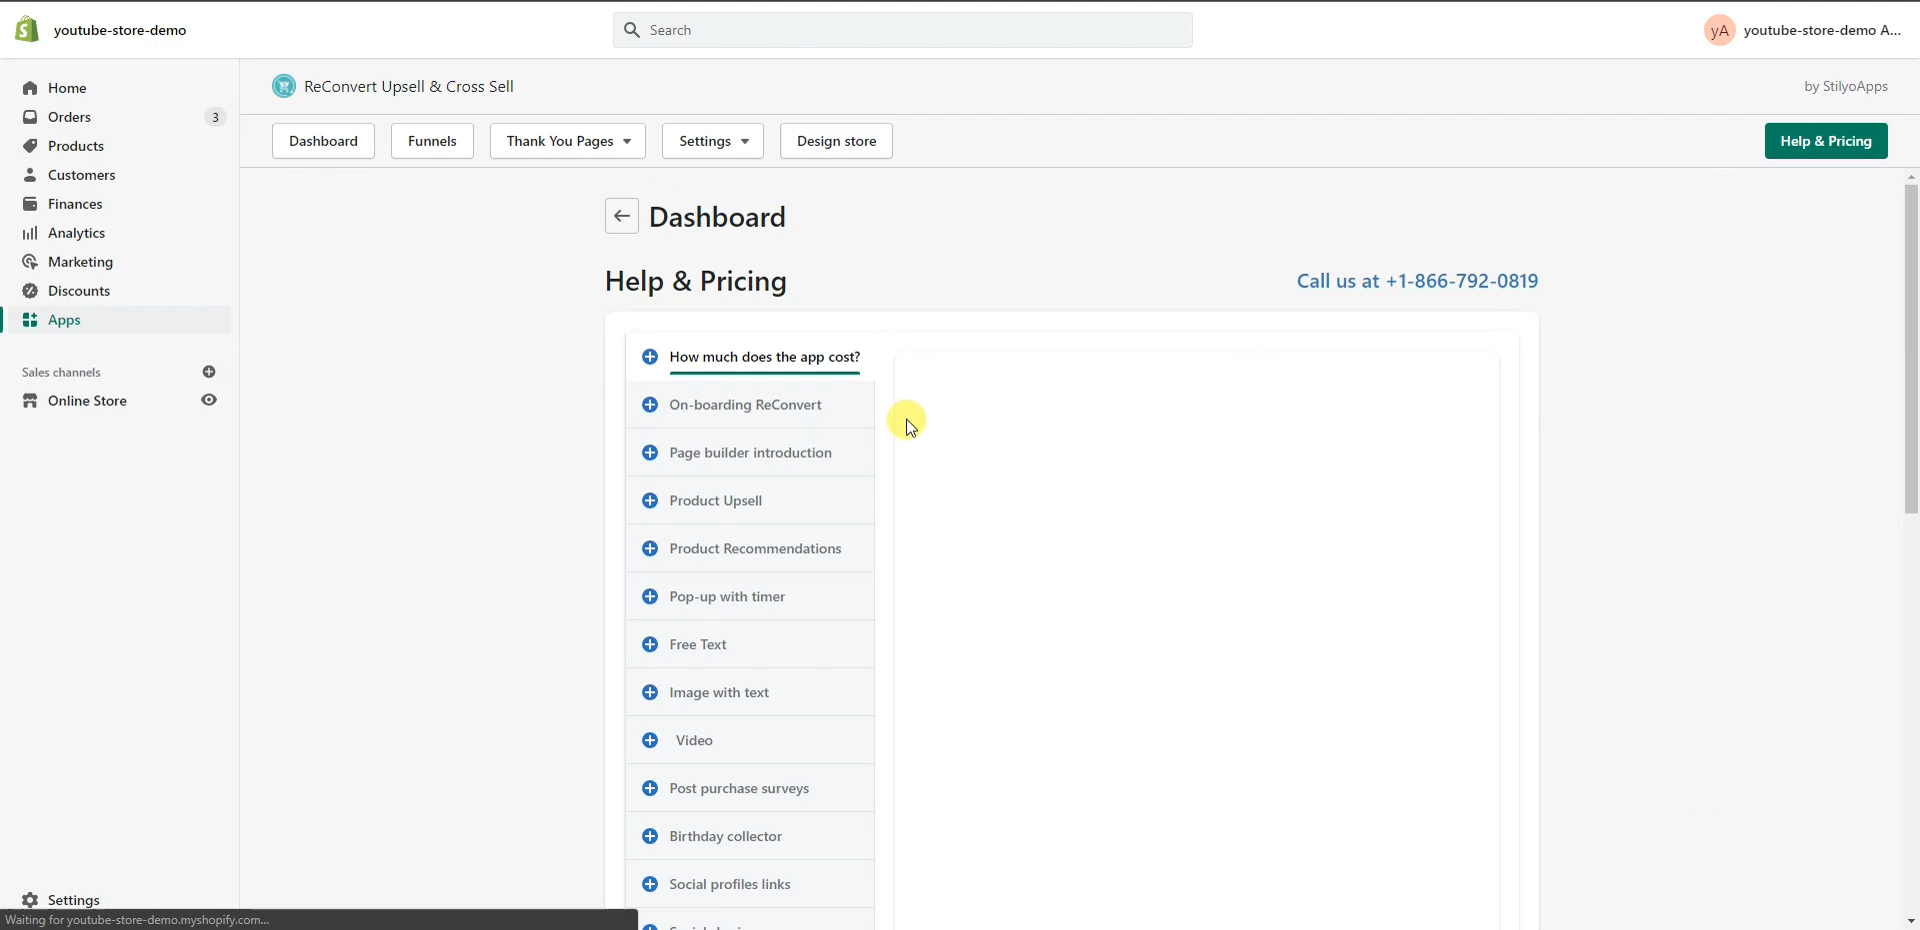 youtube-store-demo
Search
yA
youtube-store-demo A...
Home
Orders
3
Products
Customers
Finances
Analytics
Marketing
Discounts
Apps
Sales channels
Online Store
Settings
Waiting for youtube-store-demo.myshopify.com...
ReConvert Upsell & Cross Sell
by StilyoApps
Dashboard
Funnels
Thank You Pages
Settings
Design store
Help & Pricing
Dashboard
Help & Pricing
Call us at +1-866-792-0819
How much does the app cost?
On-boarding ReConvert
Page builder introduction
Product Upsell
Product Recommendations
Pop-up with timer
Free Text
Image with text
Video
Post purchase surveys
Birthday collector
Social profiles links